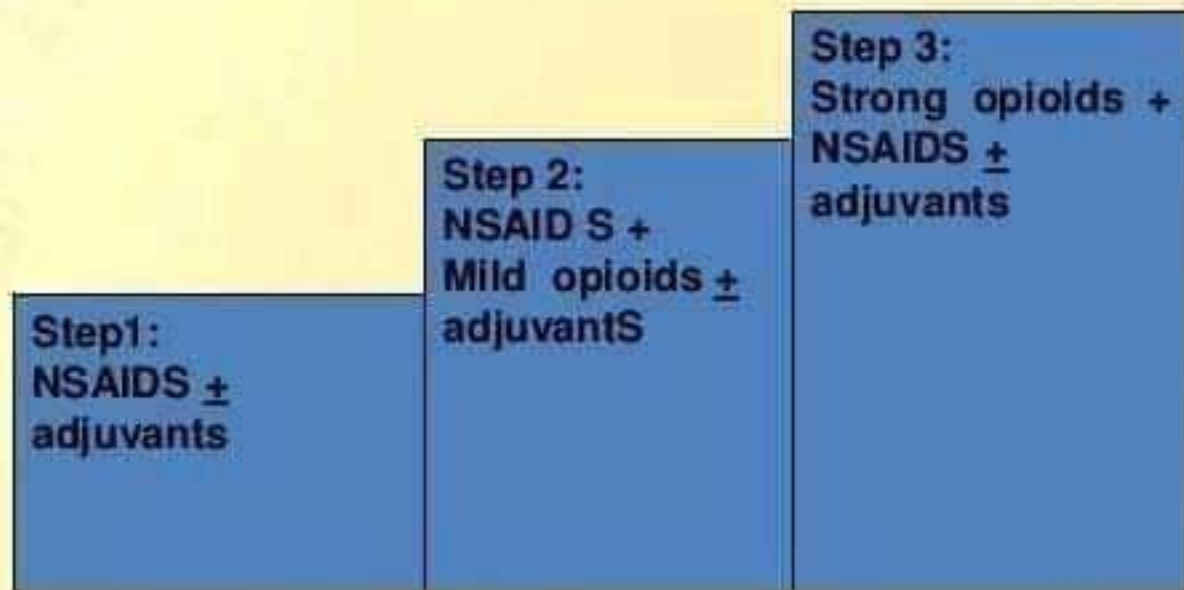 Step1:
NSAIDS ±
adjuvants
Step 2:
NSAID S +
Mild opioids ±
adjuvantS
Step 3:
Strong opioids +
NSAIDS ±
adjuvants